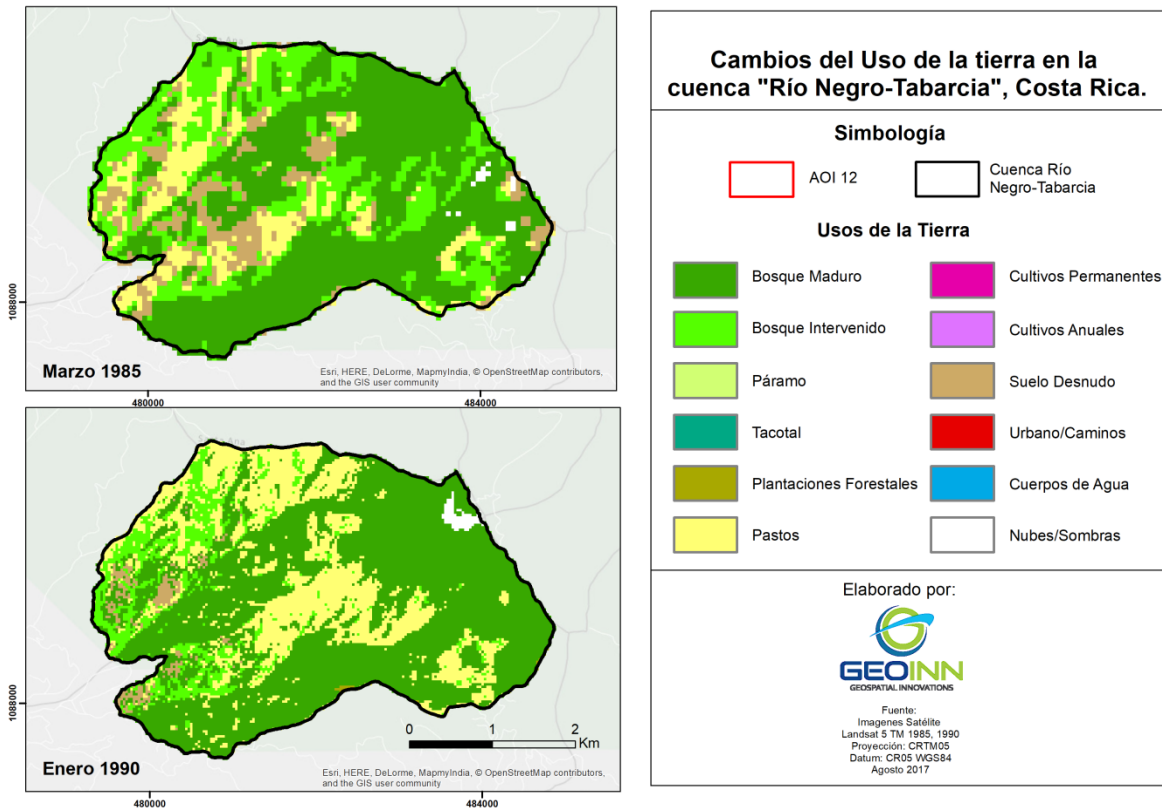 Marzo 1985
Esri, HERE, DeLorme, MapmyIndia, © OpenStreetMap contributors,
and the GIS user community
1088000
480000
484000
Enero 1990
0 1 2
Km
Esri, HERE, DeLorme, MapmyIndia, © OpenStreetMap contributors,
and the GIS user community
1088000
480000
484000
Cambios del Uso de la tierra en la
cuenca "Río Negro-Tabarcia", Costa Rica.
Simbología
AOI 12
Cuenca Río
Negro-Tabarcia
Usos de la Tierra
Bosque Maduro
Cultivos Permanentes
Bosque Intervenido
Cultivos Anuales
Páramo
Suelo Desnudo
Tacotal
Urbano/Caminos
Plantaciones Forestales
Cuerpos de Agua
Pastos
Nubes/Sombras
Elaborado por:
GEOINN
GEOSPATIAL INNOVATIONS
Fuente:
Imagenes Satélite
Landsat 5 TM 1985, 1990
Proyección: CRTM05
Datum: CR05 WGS84
Agosto 2017